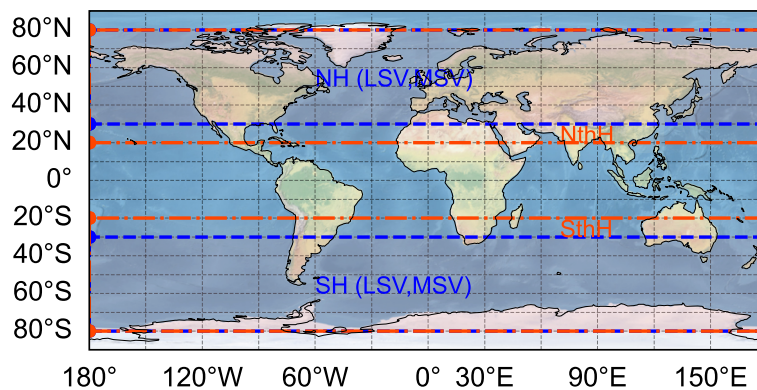 80°N
60°N
NH (LSV,MSV)
40°N
20°N
NthH
0°
20°S
SthH
40°S
60°S
SH (LSV,MSV)
80°S
180° 120°W 60°W 0° 30°E 90°E 150°E